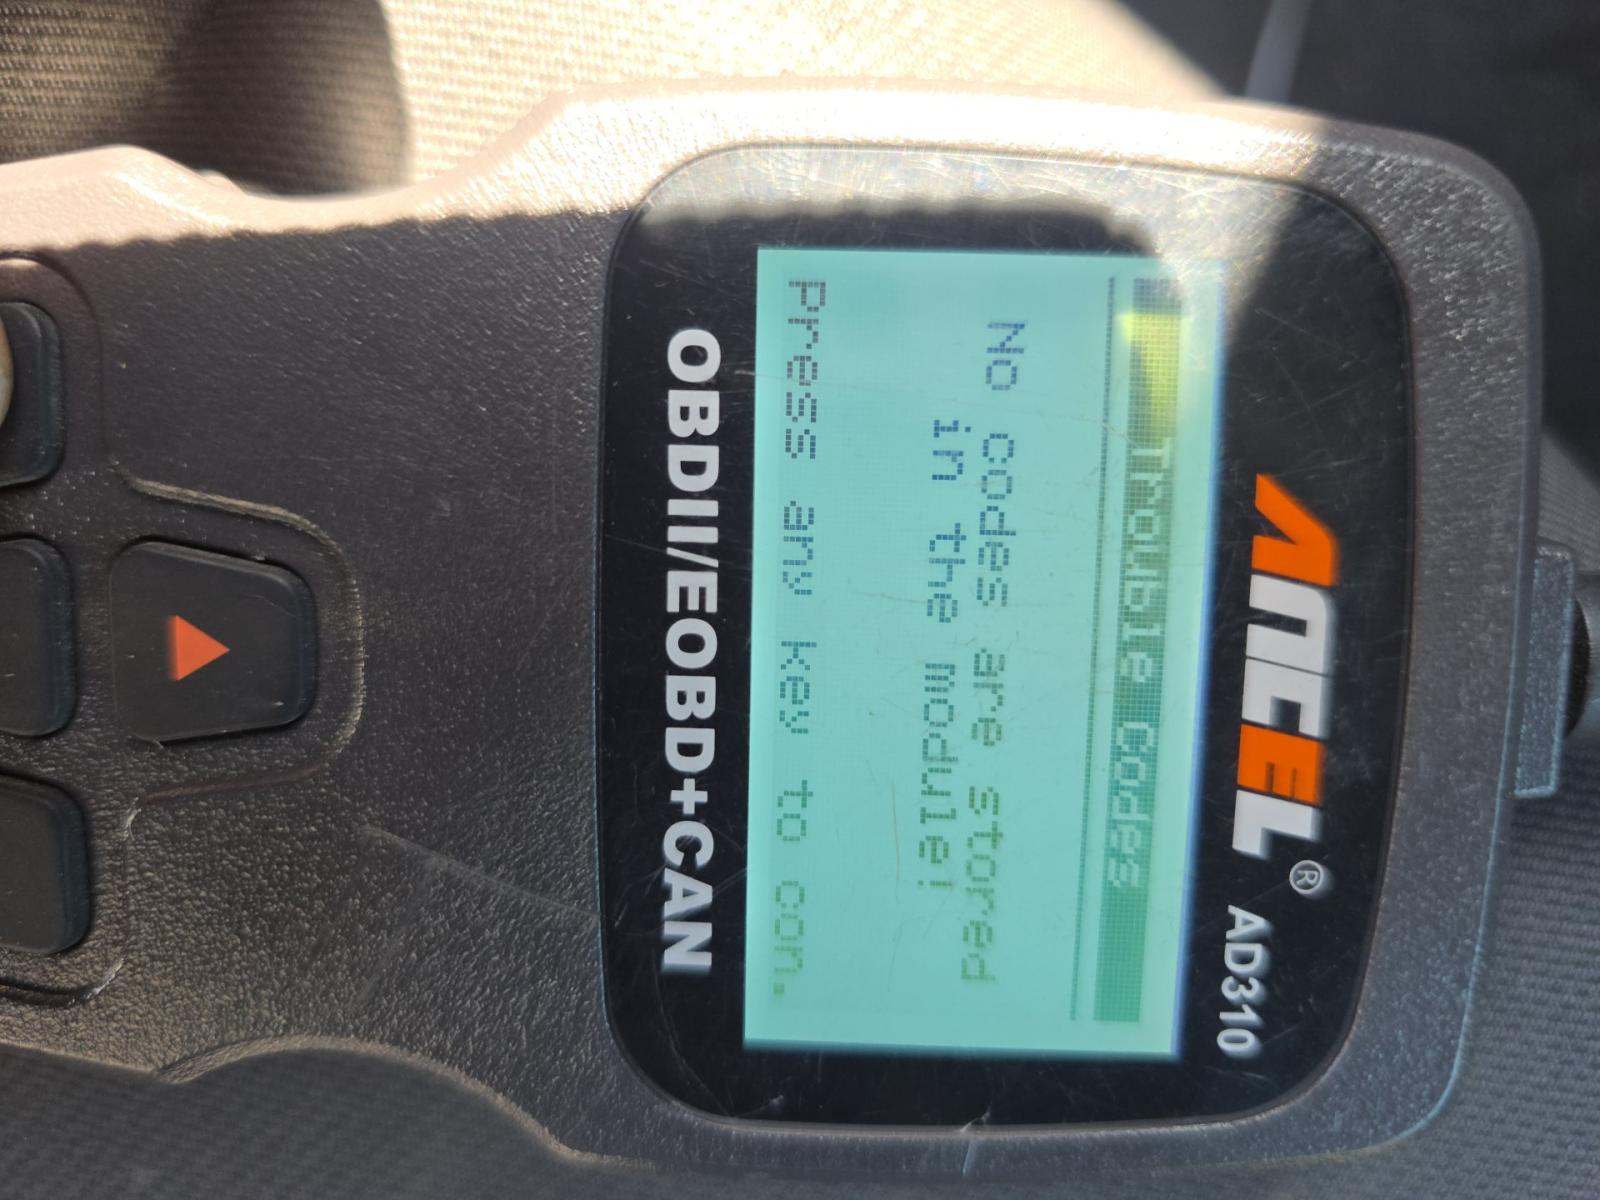 ANCEL® AD310
Trouble Codes
No codes are stored
in the module!
Press any key to con.
OBDII/EOBD+CAN